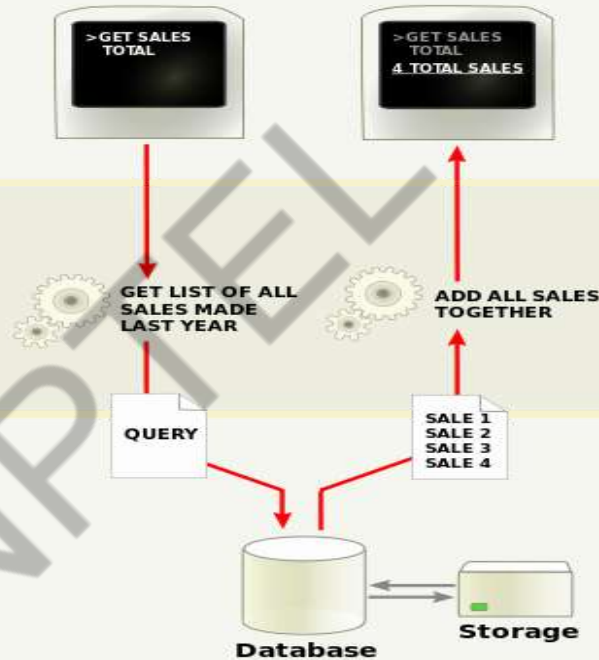 >GET SALES
TOTAL
>GET SALES
TOTAL
4 TOTAL SALES
GET LIST OF ALL
SALES MADE
LAST YEAR
ADD ALL SALES
TOGETHER
QUERY
SALE 1
SALE 2
SALE 3
SALE 4
Database
Storage
NPTEL